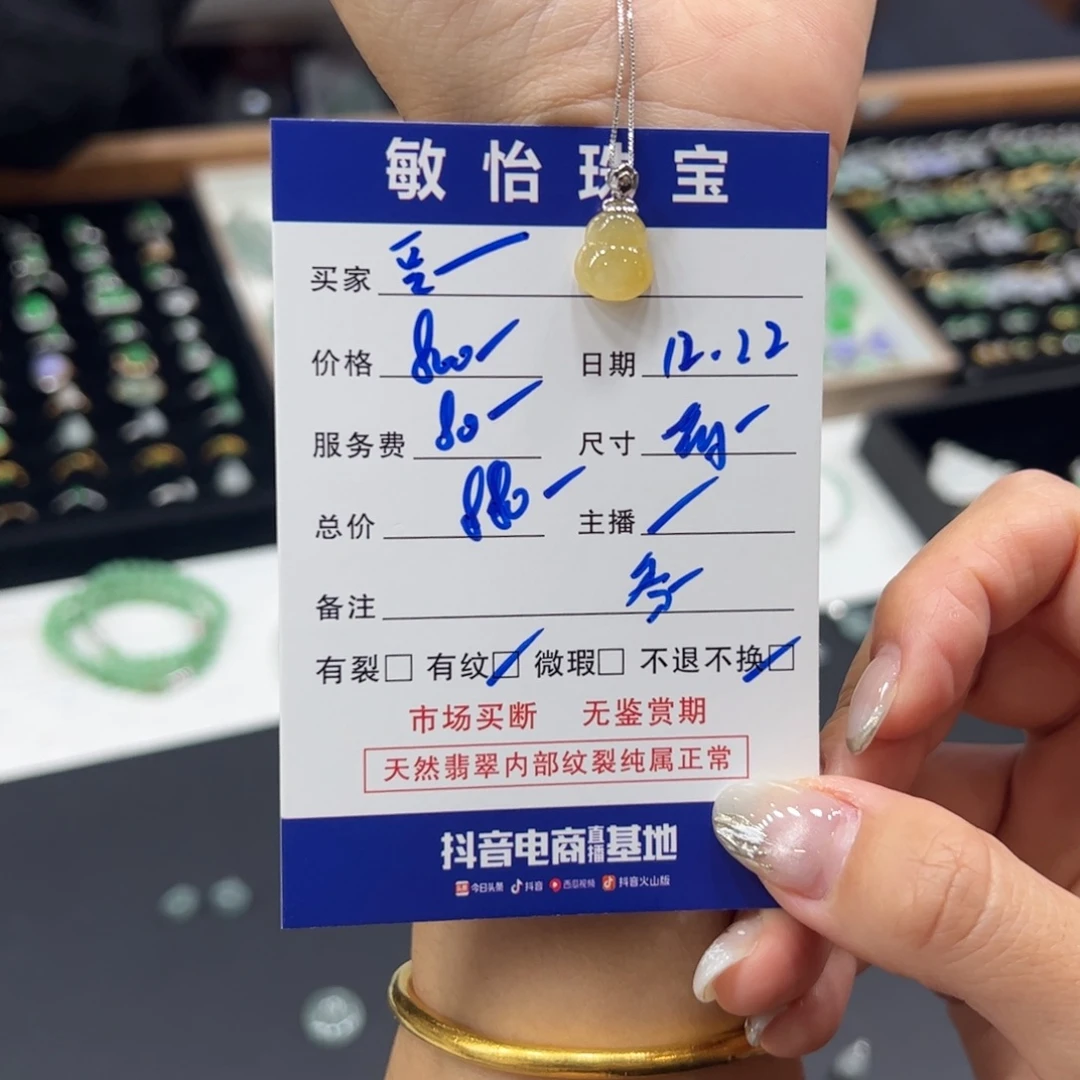 敏怡珠宝
买家
价格 800 日期 12.22
服务费 80 尺寸
总价 880 主播
备注
有裂□ 有纹□ 微瑕□ 不退不换□
市场买断 无鉴赏期
天然翡翠内部纹裂纯属正常
抖音电商直播基地
今日头条 抖音 西瓜视频 抖音火山版